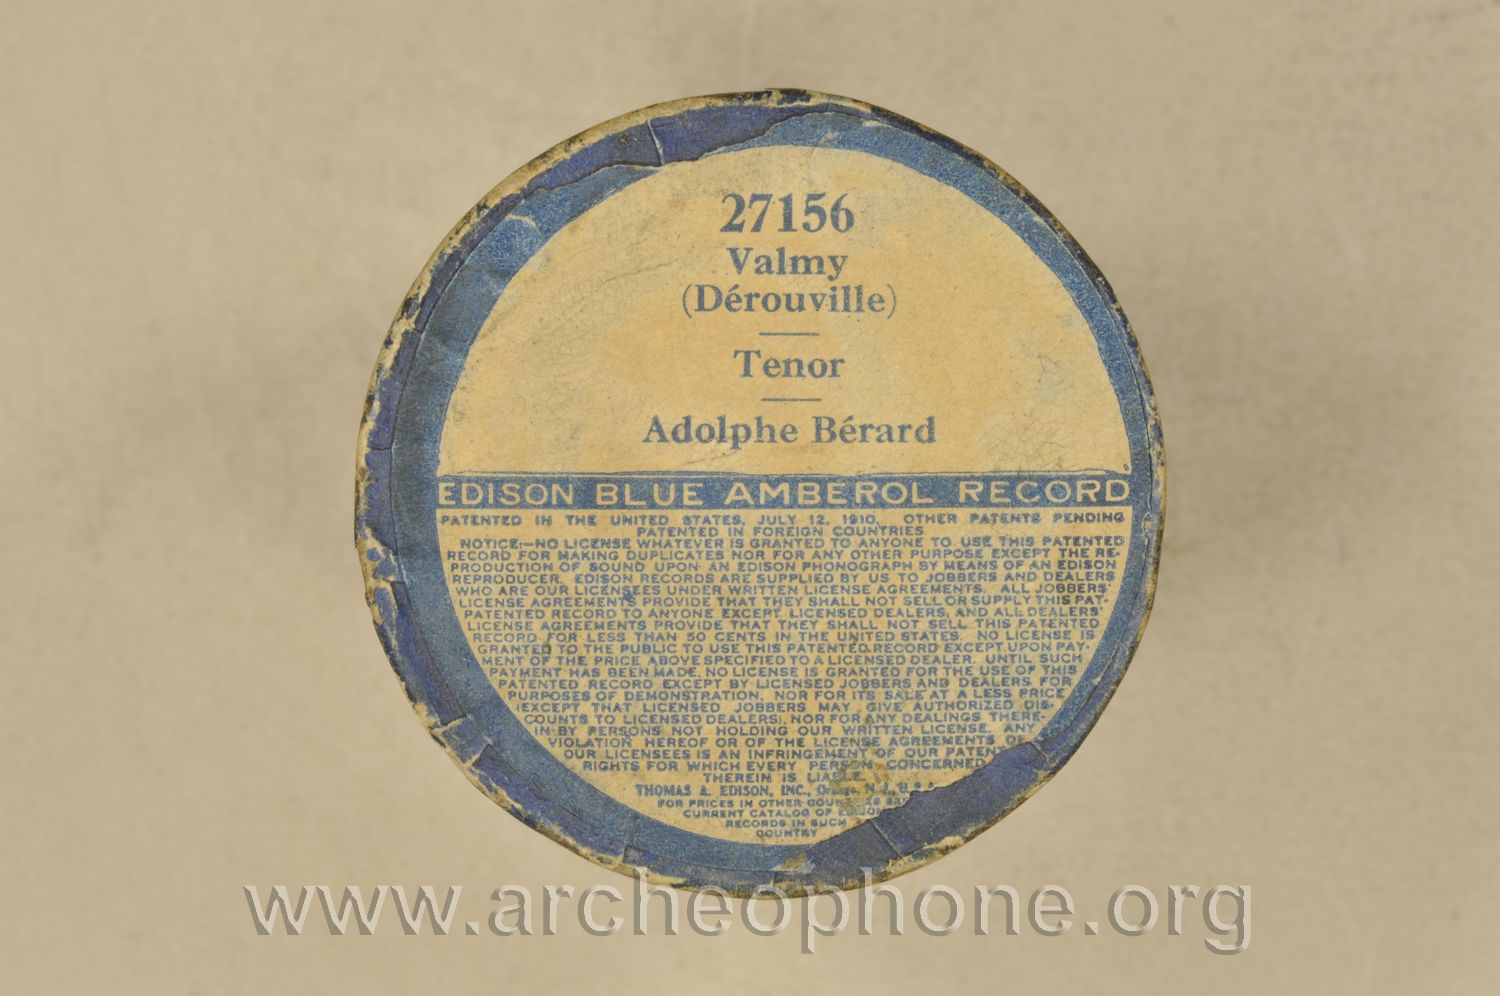 27156
Valmy
(Dérouville)
Tenor
Adolphe Bérard
EDISON BLUE AMBEROL RECORD
PATENTED IN THE UNITED STATES, JULY 12, 1910, OTHER PATENTS PENDING
PATENTED IN FOREIGN COUNTRIES
NOTICE:—NO LICENSE WHATEVER IS GRANTED TO ANYONE TO USE THIS PATENTED
RECORD FOR MAKING DUPLICATES NOR FOR ANY OTHER PURPOSE EXCEPT THE RE-
PRODUCTION OF SOUND UPON AN EDISON PHONOGRAPH BY MEANS OF AN EDISON
REPRODUCER. EDISON RECORDS ARE SUPPLIED BY US TO JOBBERS AND DEALERS
WHO ARE OUR LICENSEES UNDER WRITTEN LICENSE AGREEMENTS. ALL JOBBERS'
LICENSE AGREEMENTS PROVIDE THAT THEY SHALL NOT SELL OR SUPPLY THIS PAT-
PATENTED RECORD TO ANYONE EXCEPT LICENSED DEALERS, AND ALL DEALERS'
LICENSE AGREEMENTS PROVIDE THAT THEY SHALL NOT SELL THIS PATENTED
RECORD FOR LESS THAN 50 CENTS IN THE UNITED STATES. NO LICENSE IS
GRANTED TO THE PUBLIC TO USE THIS PATENTED RECORD EXCEPT UPON PAY-
MENT OF THE PRICE ABOVE SPECIFIED TO A LICENSED DEALER. UNTIL SUCH
PAYMENT HAS BEEN MADE, NO LICENSE IS GRANTED FOR THE USE OF THIS
PATENTED RECORD EXCEPT BY LICENSED JOBBERS AND DEALERS FOR
PURPOSES OF DEMONSTRATION, NOR FOR ITS SALE AT A LESS PRICE
(EXCEPT THAT LICENSED JOBBERS MAY GIVE AUTHORIZED DIS-
COUNTS TO LICENSED DEALERS), NOR FOR ANY DEALINGS THERE-
IN BY PERSONS NOT HOLDING OUR WRITTEN LICENSE. ANY
VIOLATION HEREOF OR OF THE LICENSE AGREEMENTS OF
OUR LICENSEES IS AN INFRINGEMENT OF OUR PATENT
RIGHTS FOR WHICH EVERY PERSON CONCERNED
THEREIN IS LIABLE.
THOMAS A. EDISON, INC., Orange, N. J., U. S.
FOR PRICES IN OTHER COUNTRIES SEE
CURRENT CATALOG OF EDISON
RECORDS IN SUCH
COUNTRY
www.archeophone.org